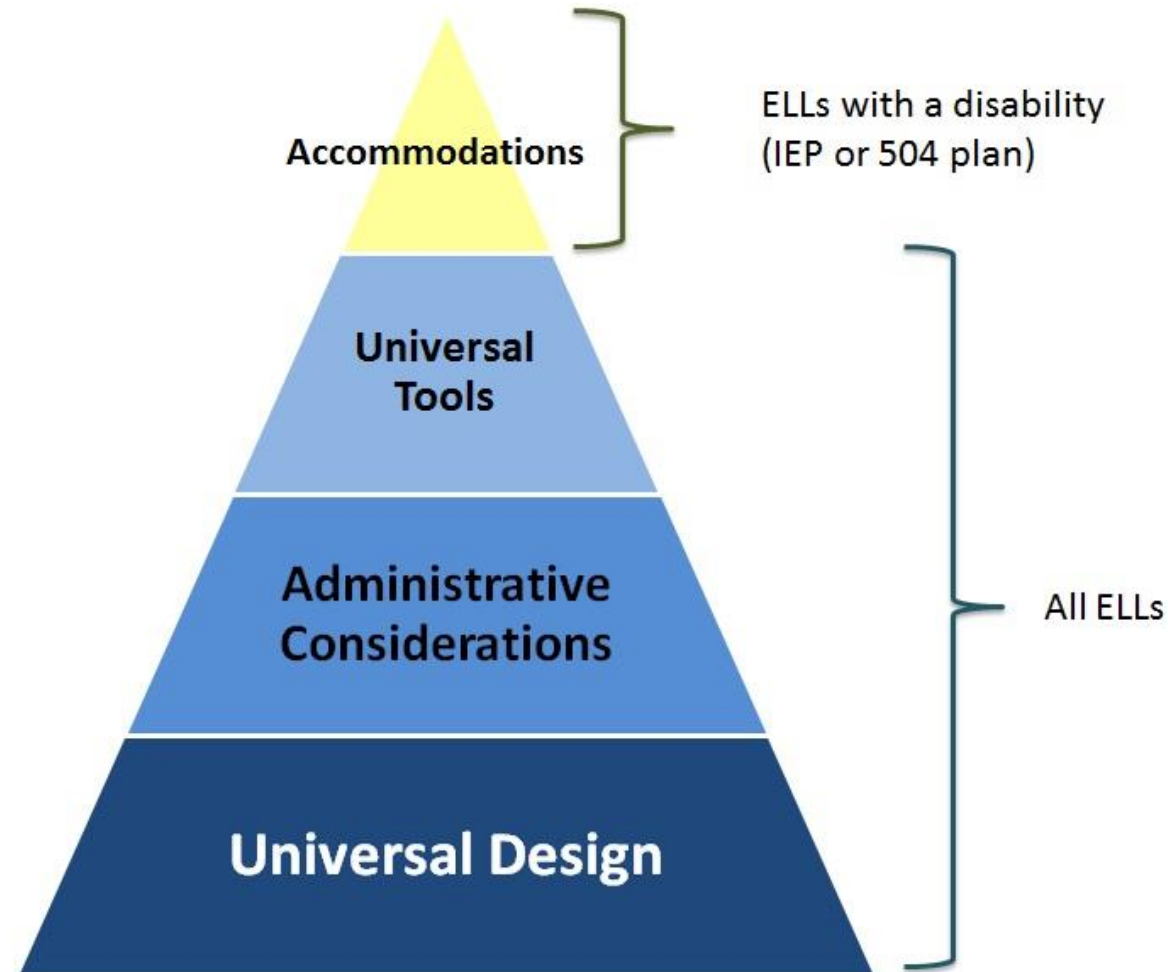 Accommodations
ELLs with a disability
(IEP or 504 plan)
Universal
Tools
Administrative
Considerations
All ELLs
Universal Design